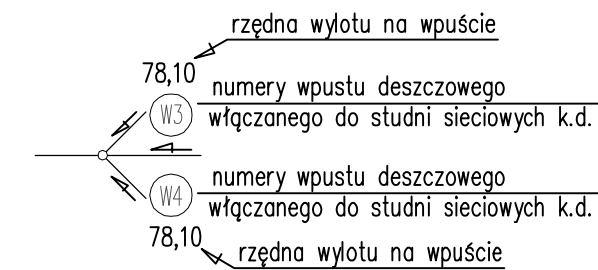 rzędna wylotu na wpuście
78,10
numery wpustu deszczowego
W3
włączanego do studni sieciowych k.d.
numery wpustu deszczowego
W4
włączanego do studni sieciowych k.d.
78,10
rzędna wylotu na wpuście